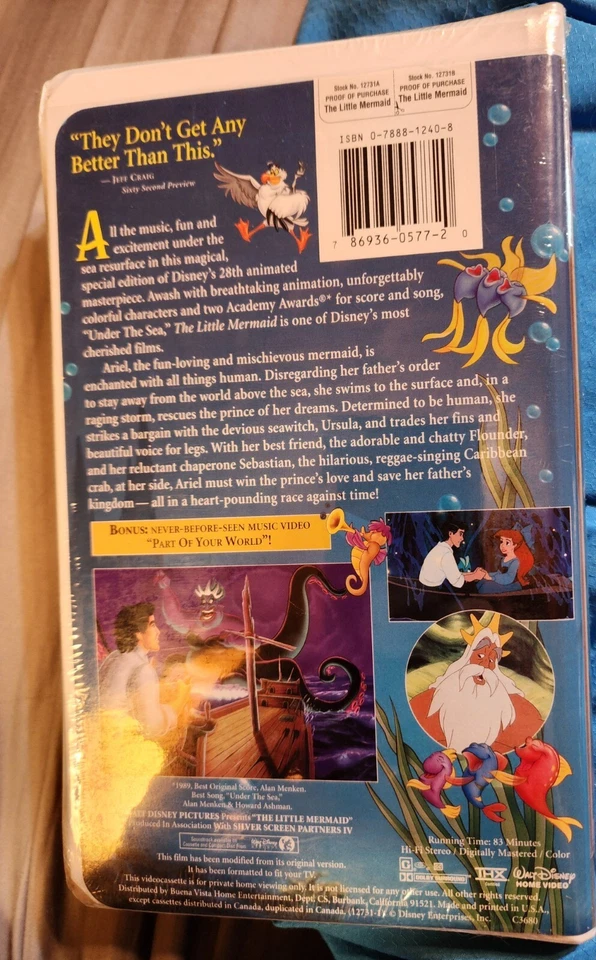 Stock No. 12731A
PROOF OF PURCHASE
The Little Mermaid
Stock No. 12731B
PROOF OF PURCHASE
The Little Mermaid
ISBN 0-7888-1240-8
7 86936-0577-2 0
“They Don’t Get Any
Better Than This.”
— JEFF CRAIG
Sixty Second Preview
All the music, fun and
excitement under the
sea resurface in this magical,
special edition of Disney's 28th animated
masterpiece. Awash with breathtaking animation, unforgettably
colorful characters and two Academy Awards®* for score and song,
"Under The Sea," The Little Mermaid is one of Disney's most
cherished films.
Ariel, the fun-loving and mischievous mermaid, is
enchanted with all things human. Disregarding her father's order
to stay away from the world above the sea, she swims to the surface and, in a
raging storm, rescues the prince of her dreams. Determined to be human, she
strikes a bargain with the devious seawitch, Ursula, and trades her fins and
beautiful voice for legs. With her best friend, the adorable and chatty Flounder,
and her reluctant chaperone Sebastian, the hilarious, reggae-singing Caribbean
crab, at her side, Ariel must win the prince's love and save her father's
kingdom — all in a heart-pounding race against time!
BONUS: NEVER-BEFORE-SEEN MUSIC VIDEO
"PART OF YOUR WORLD"!
*1989, Best Original Score, Alan Menken.
Best Song, "Under The Sea,"
Alan Menken & Howard Ashman.
WALT DISNEY PICTURES Presents "THE LITTLE MERMAID"
Produced In Association With SILVER SCREEN PARTNERS IV
Soundtrack available on
Cassette and Compact Disc from
Running Time: 83 Minutes
Hi-Fi Stereo / Digitally Mastered / Color
G
DOLBY SURROUND
THX
WALT DISNEY
HOME VIDEO
This film has been modified from its original version.
It has been formatted to fit your TV.
This videocassette is for private home viewing only. It is not licensed for any other use. All other rights reserved.
Distributed by Buena Vista Home Entertainment, Dept. CS, Burbank, California 91521. Made and printed in U.S.A.,
except cassettes distributed in Canada, duplicated in Canada. (12731-1) © Disney Enterprises, Inc. C3680